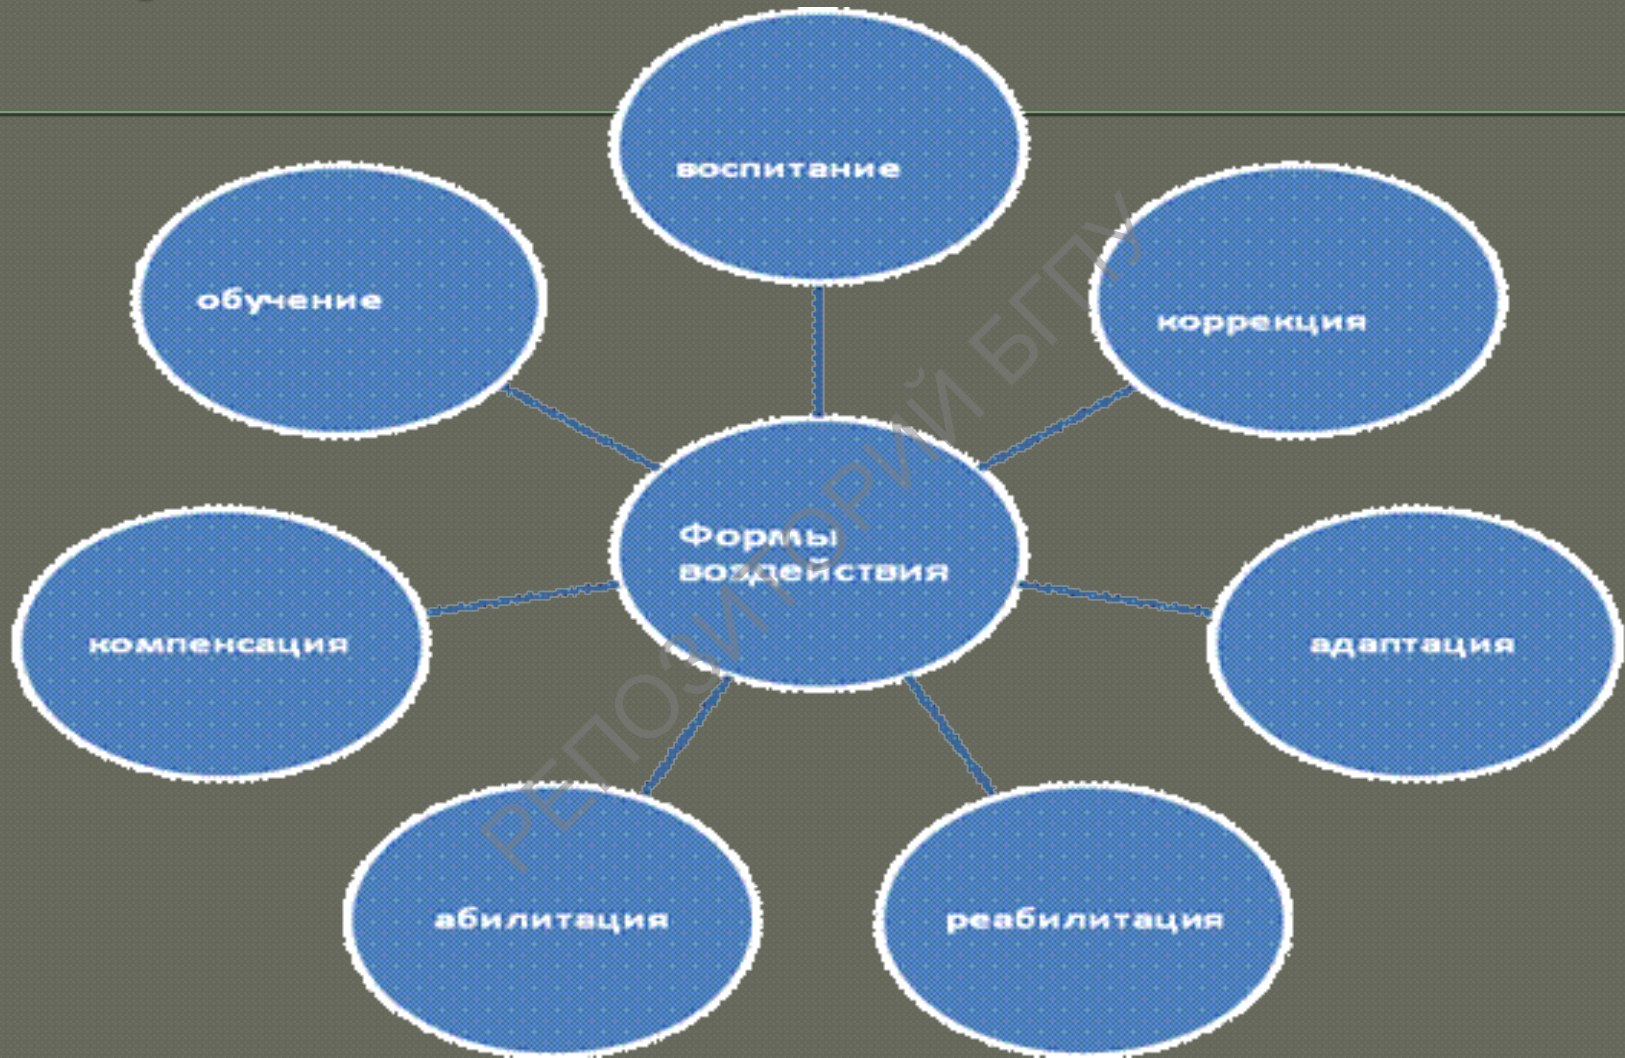 воспитание
обучение
коррекция
Формы
воздействия
компенсация
адаптация
абилитация
реабилитация
РЕПОЗИТОРИЙ БГПУ